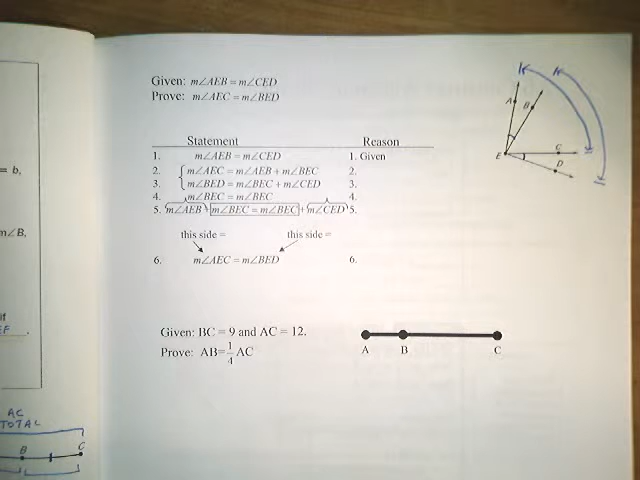 Given: m∠AEB = m∠CED
Prove: m∠AEC = m∠BED
A
B
E
C
D
Statement Reason
1. m∠AEB = m∠CED 1. Given
2. m∠AEC = m∠AEB + m∠BEC 2.
3. m∠BED = m∠BEC + m∠CED 3.
4. m∠BEC = m∠BEC 4.
5. m∠AEB + m∠BEC = m∠BEC + m∠CED 5.
this side = this side =
6. m∠AEC = m∠BED 6.
Given: BC = 9 and AC = 12.
Prove: AB=1/4 AC
A B C
= b,
m∠B,
if
EF
AC
TOTAL
B C